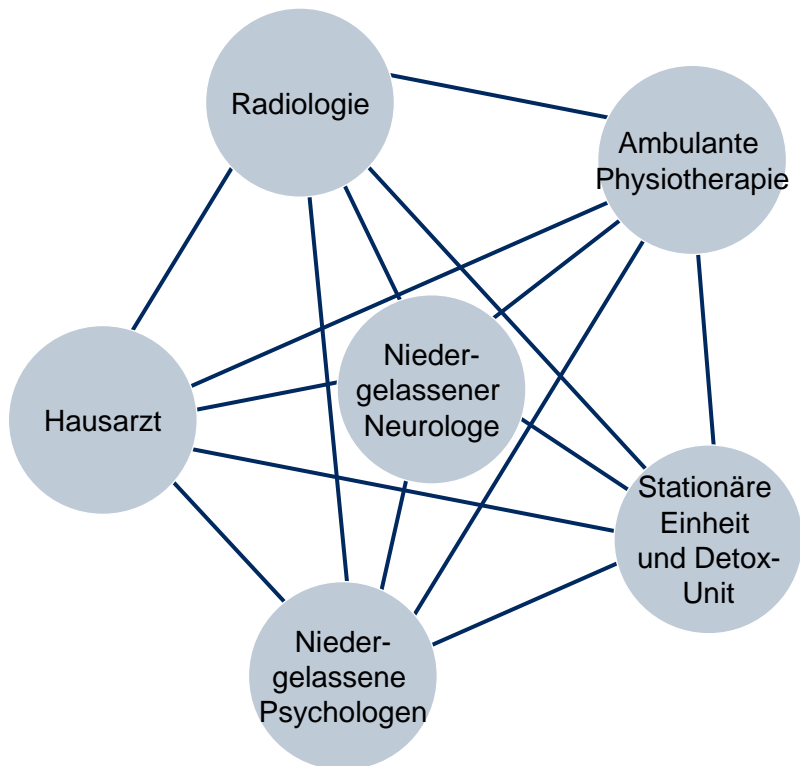 Radiologie
Ambulante
Physiotherapie
Nieder-
gelassener
Neurologe
Hausarzt
Stationäre
Einheit
und Detox-
Unit
Nieder-
gelassene
Psychologen